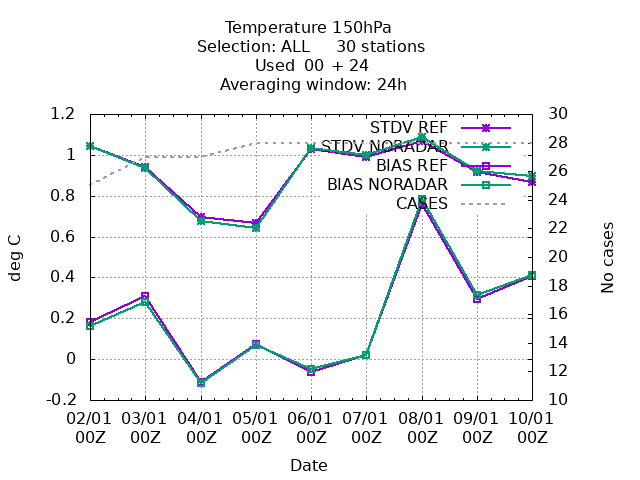 Temperature 150hPa
Selection: ALL 30 stations
Used 00 + 24
Averaging window: 24h
1.2
1
0.8
0.6
0.4
0.2
0
-0.2
deg C
30
28
26
24
22
20
18
16
14
12
10
No cases
STDV REF
STDV NORADAR
BIAS REF
BIAS NORADAR
CASES
02/01 03/01 04/01 05/01 06/01 07/01 08/01 09/01 10/01
00Z 00Z 00Z 00Z 00Z 00Z 00Z 00Z 00Z
Date